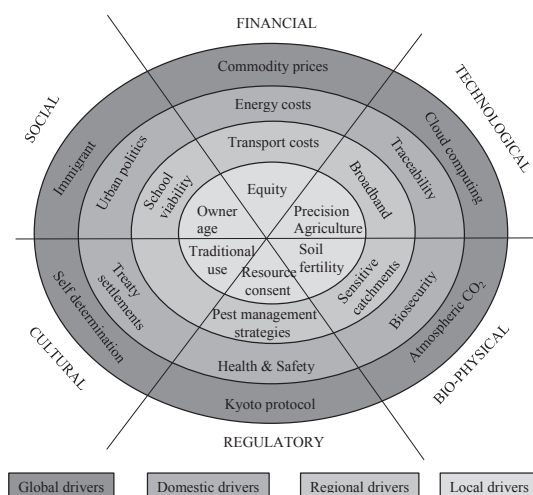 FINANCIAL
SOCIAL
TECHNOLOGICAL
Commodity prices
Energy costs
Transport costs
Equity
Immigrant
Urban politics
School
viability
Owner
age
Cloud computing
Traceability
Broadband
Precision
Agriculture
Traditional
use
Treaty
settlements
Self determination
Soil
fertility
Sensitive
catchments
Biosecurity
Atmospheric CO₂
Resource
consent
Pest management
strategies
Health & Safety
Kyoto protocol
CULTURAL
REGULATORY
BIO-PHYSICAL
Global drivers
Domestic drivers
Regional drivers
Local drivers